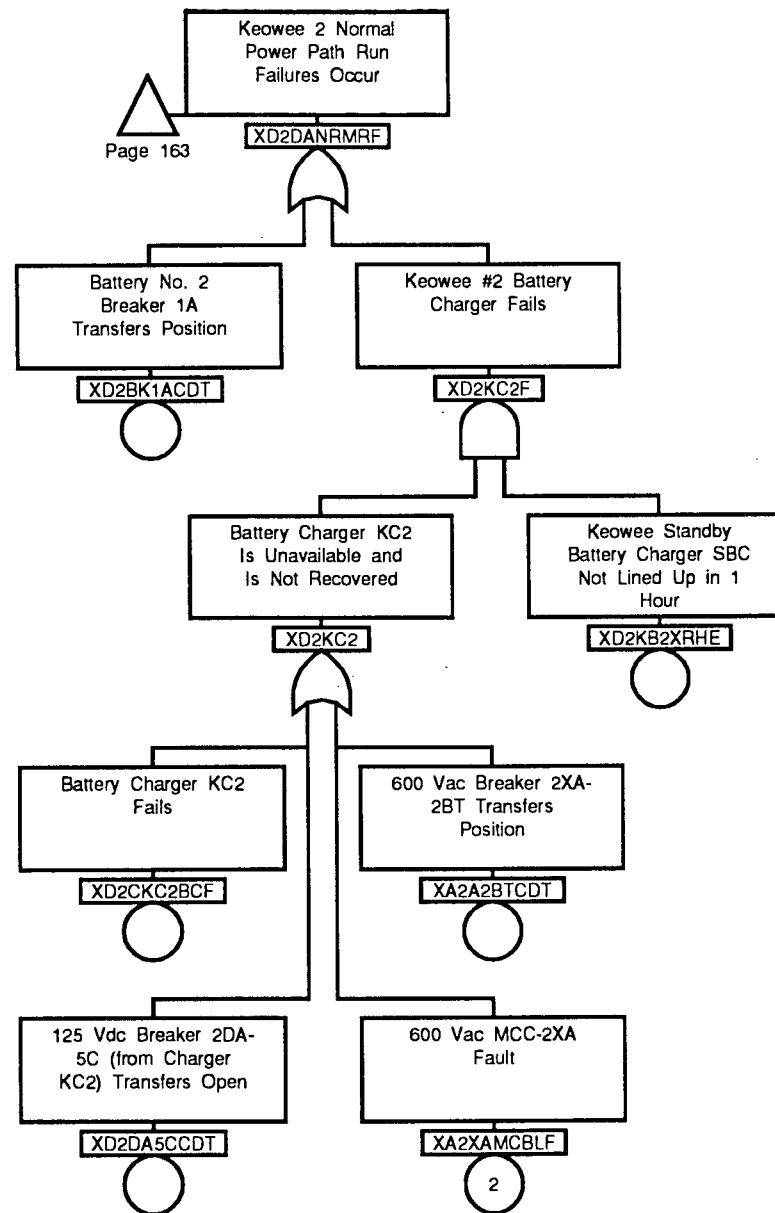 Keowee 2 Normal
Power Path Run
Failures Occur
Page 163
XD2DANRMRF
Battery No. 2
Breaker 1A
Transfers Position
XD2BK1ACDT
Keowee #2 Battery
Charger Fails
XD2KC2F
Battery Charger KC2
Is Unavailable and
Is Not Recovered
XD2KC2
Keowee Standby
Battery Charger SBC
Not Lined Up in 1
Hour
XD2KB2XRHE
Battery Charger KC2
Fails
XD2CKC2BCF
600 Vac Breaker 2XA-
2BT Transfers
Position
XA2A2BTCDT
125 Vdc Breaker 2DA-
5C (from Charger
KC2) Transfers Open
XD2DA5CCDT
600 Vac MCC-2XA
Fault
XA2XAMCBLF
2